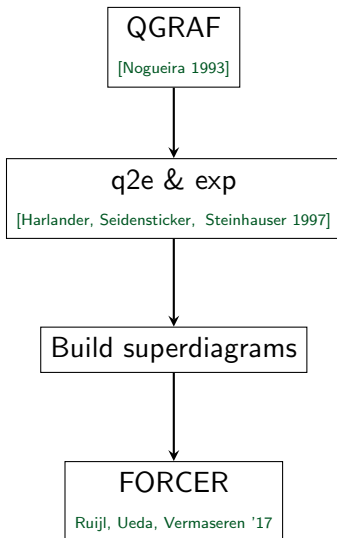 QGRAF
[Nogueira 1993]
q2e & exp
[Harlander, Seidensticker, Steinhauser 1997]
Build superdiagrams
FORCER
Ruijl, Ueda, Vermaseren '17